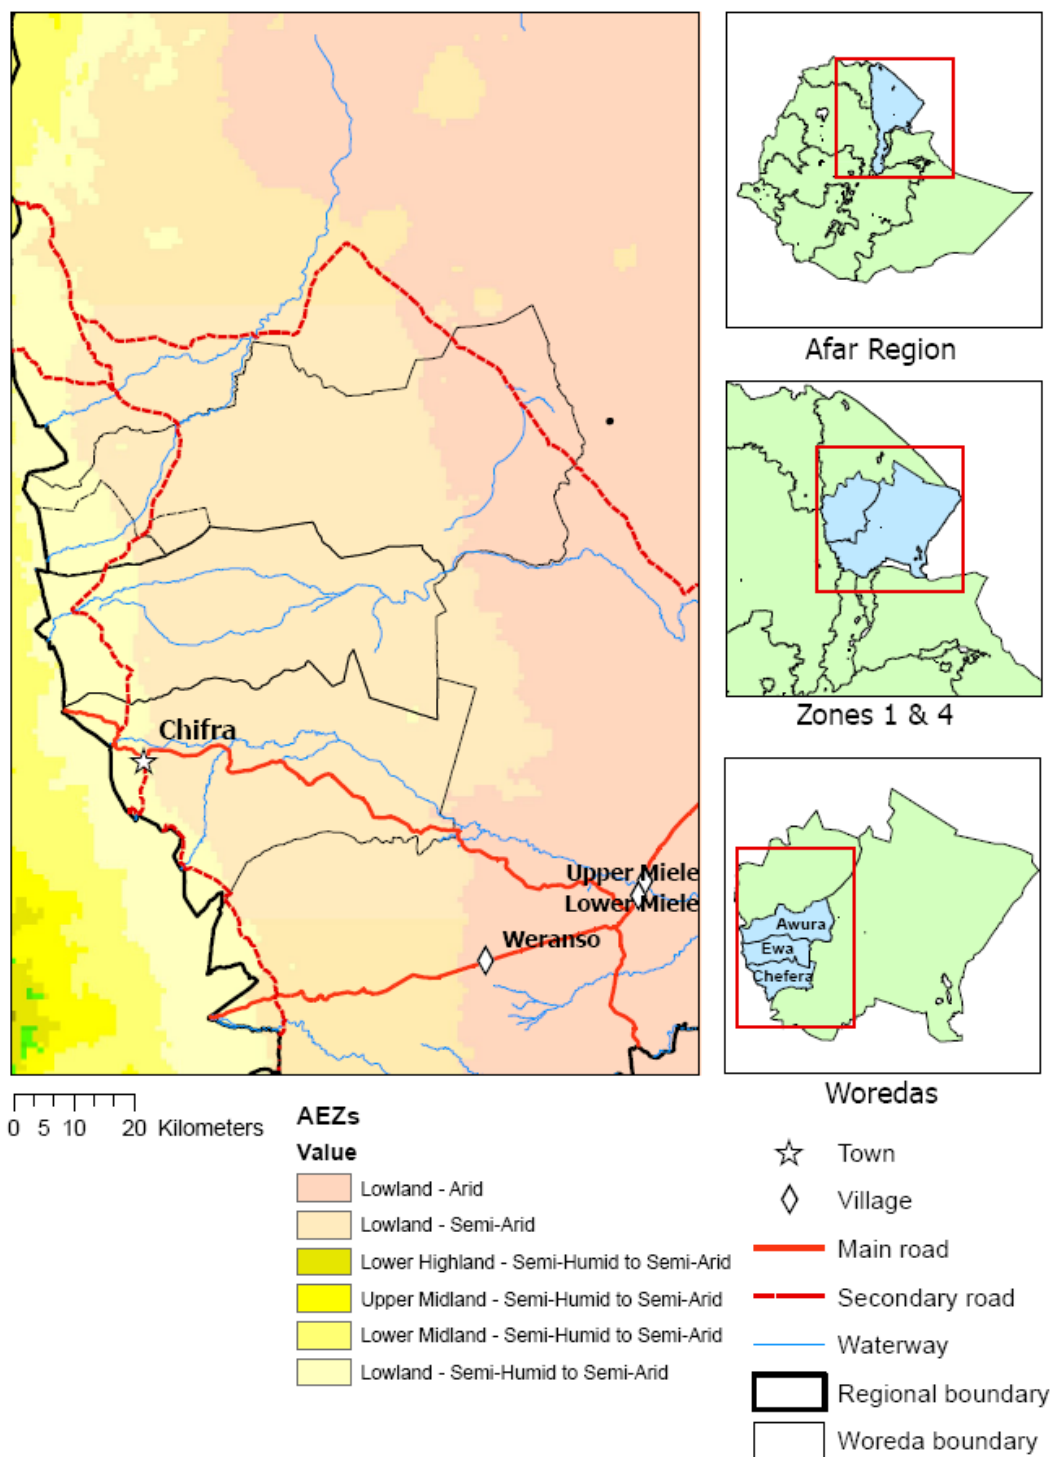 Chifra
Upper Miele
Lower Miele
Weranso
Afar Region
Zones 1 & 4
Awura
Ewa
Chefera
Woredas
0 5 10 20 Kilometers
AEZs
Value
Lowland - Arid
Lowland - Semi-Arid
Lower Highland - Semi-Humid to Semi-Arid
Upper Midland - Semi-Humid to Semi-Arid
Lower Midland - Semi-Humid to Semi-Arid
Lowland - Semi-Humid to Semi-Arid
Town
Village
Main road
Secondary road
Waterway
Regional boundary
Woreda boundary